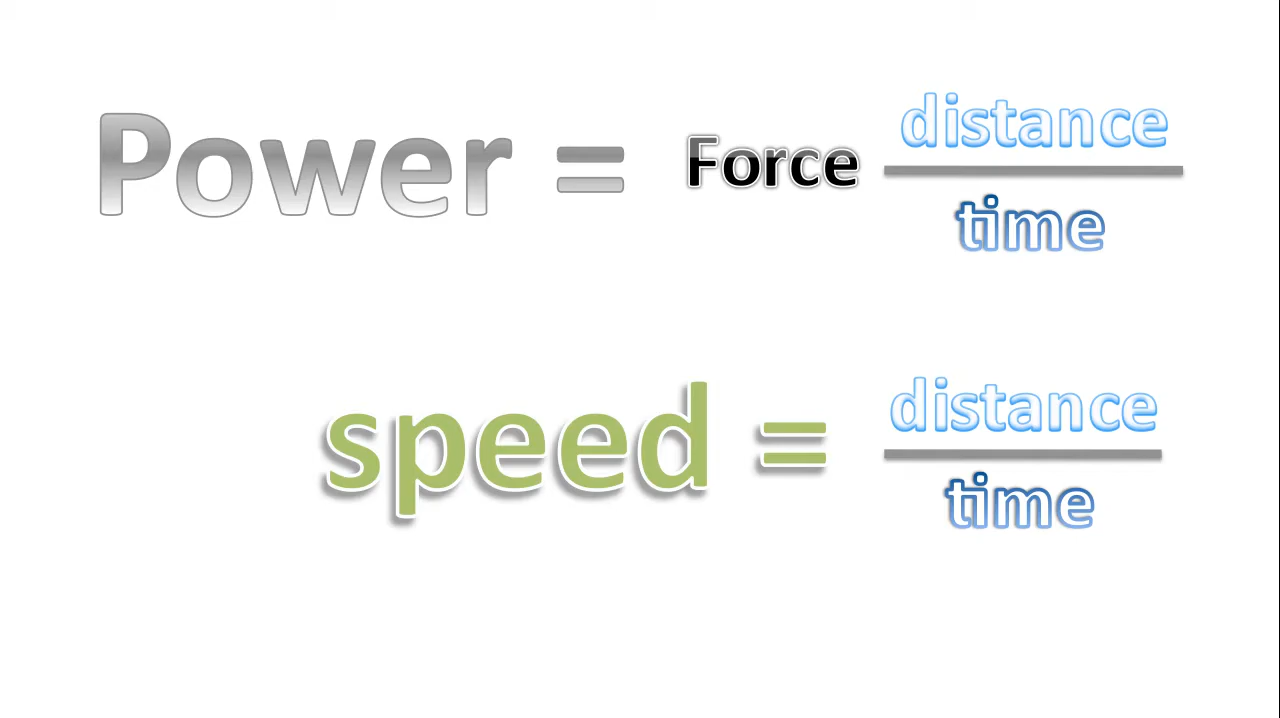 Power = Force distance
time
speed = distance
time